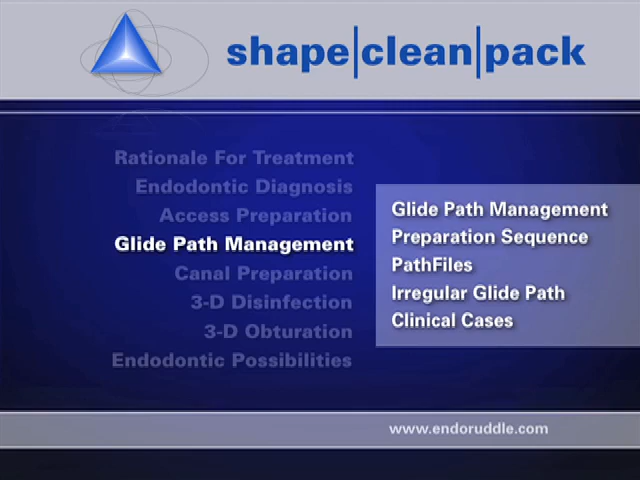 shape|clean|pack
Rationale For Treatment
Endodontic Diagnosis
Access Preparation
Glide Path Management
Canal Preparation
3-D Disinfection
3-D Obturation
Endodontic Possibilities
Glide Path Management
Preparation Sequence
PathFiles
Irregular Glide Path
Clinical Cases
www.endoruddle.com